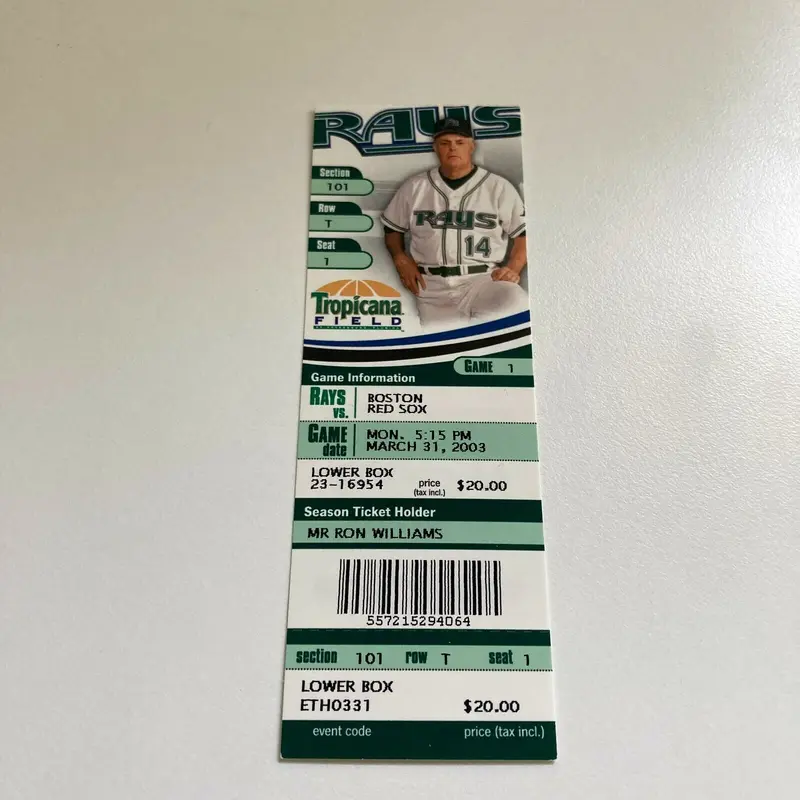 RAYS
Section
101
Row
T
Seat
1
RAYS
14
Tropicana
FIELD
GAME 1
Game Information
RAYS vs. BOSTON RED SOX
GAME date MON. 5:15 PM
MARCH 31, 2003
LOWER BOX
23-16954 price (tax incl.) $20.00
Season Ticket Holder
MR RON WILLIAMS
557215294064
section 101 row T seat 1
LOWER BOX
ETH0331 $20.00
event code price (tax incl.)